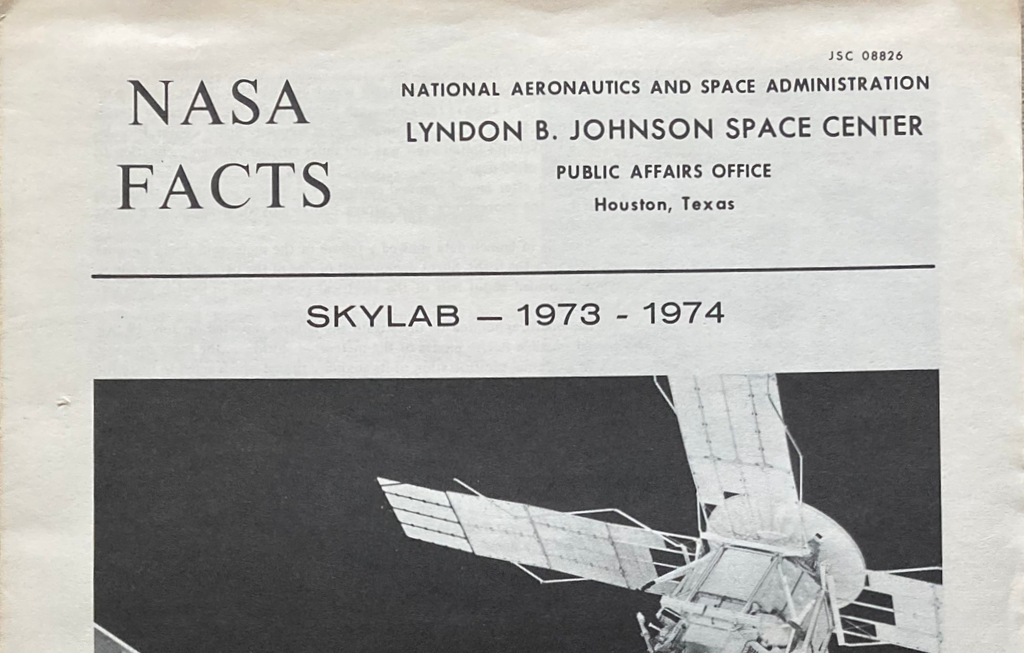 JSC 08826
NASA
FACTS
NATIONAL AERONAUTICS AND SPACE ADMINISTRATION
LYNDON B. JOHNSON SPACE CENTER
PUBLIC AFFAIRS OFFICE
Houston, Texas
SKYLAB — 1973 - 1974